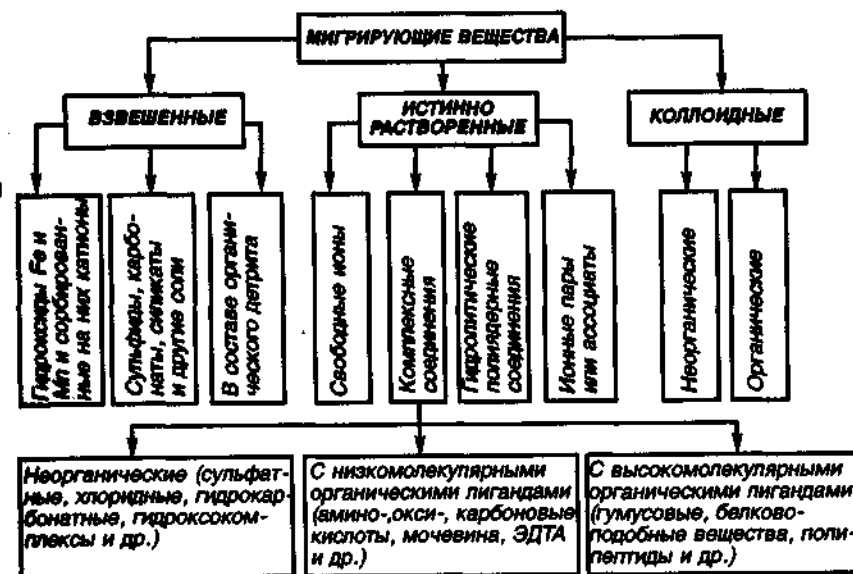 МИГРИРУЮЩИЕ ВЕЩЕСТВА
ВЗВЕШЕННЫЕ
ИСТИННО
РАСТВОРЕННЫЕ
КОЛЛОИДНЫЕ
Гидроксиды Fe и
Mn и сорбирован-
ные на них катионы
Сульфиды, карбо-
наты, силикаты
и другие соли
В составе органи-
ческого детрита
Свободные ионы
Комплексные
соединения
Гидролитические
полиядерные
соединения
Ионные пары
или ассоциаты
Неорганические
Органические
Неорганические (сульфат-
ные, хлоридные, гидрокар-
бонатные, гидроксоком-
плексы и др.)
С низкомолекулярными
органическими лигандами
(амино-,окси-, карбоновые
кислоты, мочевина, ЭДТА
и др.)
С высокомолекулярными
органическими лигандами
(гумусовые, белково-
подобные вещества, поли-
пептиды и др.)